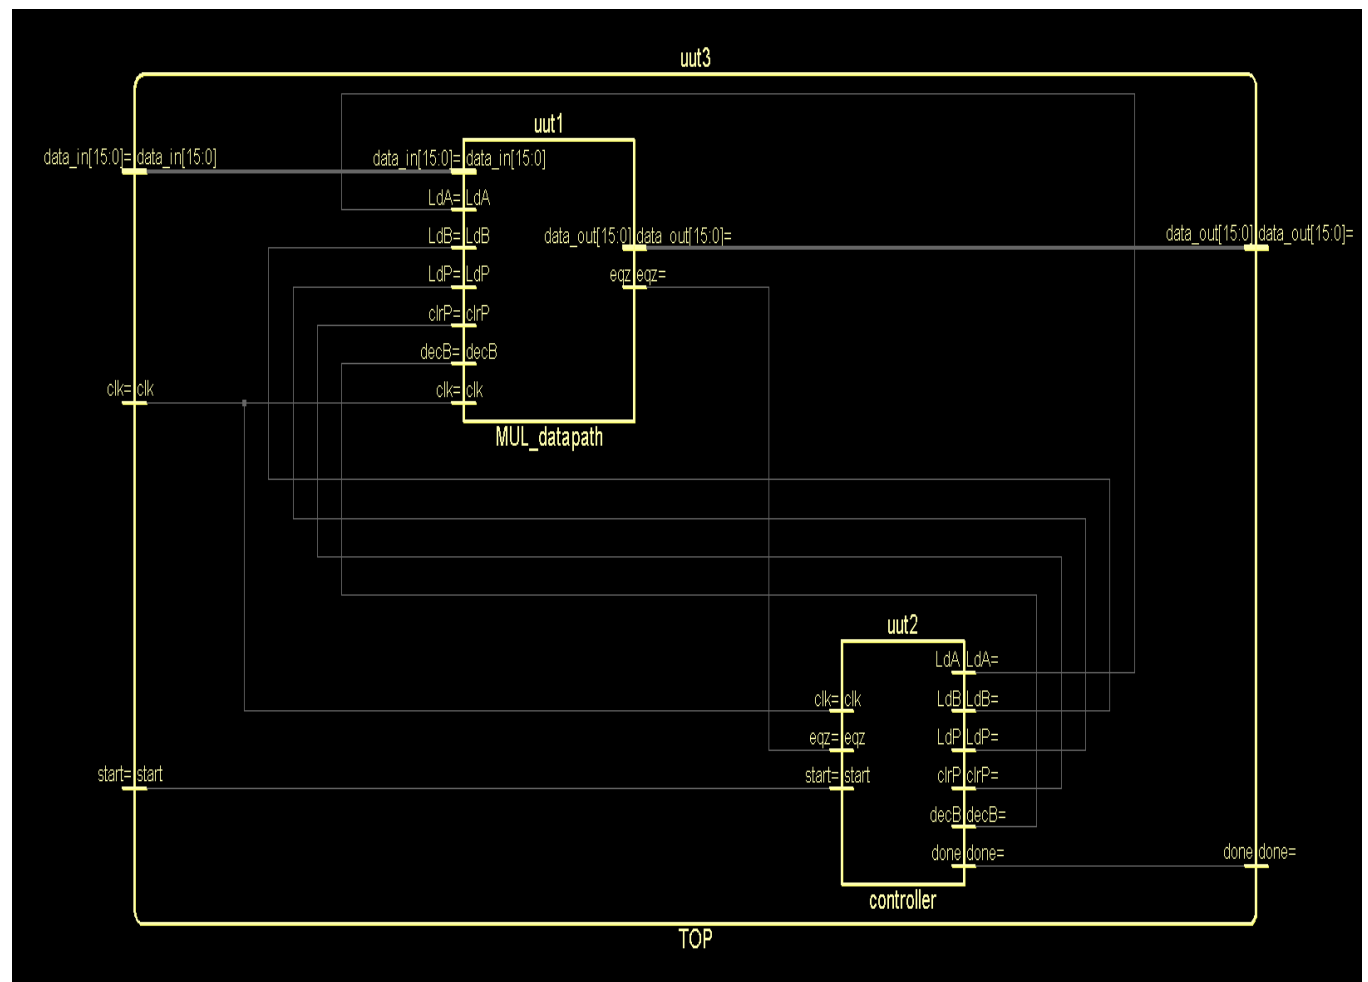 uut3
uut1
data_in[15:0]= data_in[15:0] data_in[15:0]= data_in[15:0]
LdA= LdA
LdB= LdB data_out[15:0] data_out[15:0]= data_out[15:0] data_out[15:0]=
LdP= LdP eqz eqz=
clrP= clrP
decB= decB
clk= clk clk= clk
MUL_datapath
uut2
LdA LdA=
clk= clk LdB LdB=
eqz= eqz LdP LdP=
start= start start= start clrP clrP=
decB decB=
done done= done done=
controller
TOP